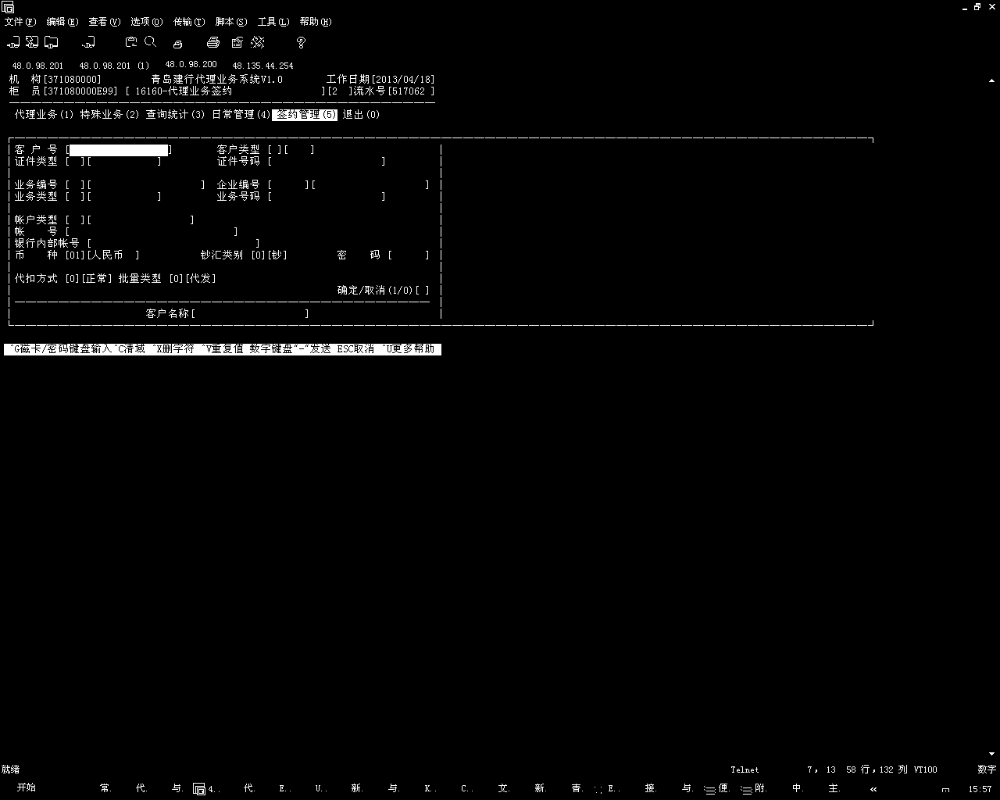 文件(F) 编辑(E) 查看(V) 选项(O) 传输(T) 脚本(S) 工具(L) 帮助(H)
48.0.98.201 48.0.98.201 (1) 48.0.98.200 48.135.44.254
机 构[371080000] 青岛建行代理业务系统V1.0 工作日期[2013/04/18]
柜 员[371080000E99] [ 16160-代理业务签约 ][2 ]流水号[517062 ]
代理业务(1) 特殊业务(2) 查询统计(3) 日常管理(4) 签约管理(5) 退出(0)
客 户 号 [ ] 客户类型 [ ][ ]
证件类型 [ ][ ] 证件号码 [ ]
业务编号 [ ][ ] 企业编号 [ ][ ]
业务类型 [ ][ ] 业务号码 [ ]
帐户类型 [ ][ ]
帐 号 [ ]
银行内部帐号 [ ]
币 种 [01][人民币 ] 钞汇类别 [0][钞] 密 码 [ ]
代扣方式 [0][正常] 批量类型 [0][代发]
确定/取消(1/0)[ ]
客户名称[ ]
^G磁卡/密码键盘输入^C清域 ^X删字符 ^V重复值 数字键盘"-"发送 ESC取消 ^U更多帮助
就绪 Telnet 7, 13 58 行,132 列 VT100 数字
开始 常. 代. 与. 4.. 代. E.. U.. 新. 与. K.. C.. 文. 新. 青. E.. 接. 与. 便. 附. 中. 主. « 15:57